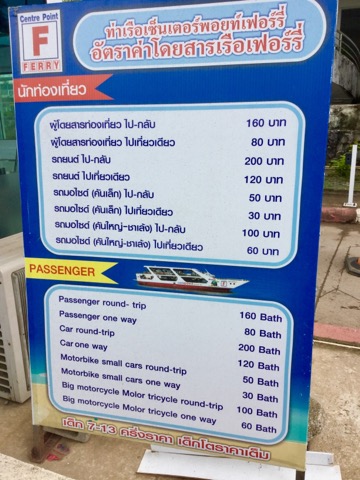 Centre Point
F
FERRY
ท่าเรือเซ็นเตอร์พอยท์เฟอร์รี่
อัตราค่าโดยสารเรือเฟอร์รี่
นักท่องเที่ยว
ผู้โดยสารท่องเที่ยว ไป-กลับ 160 บาท
ผู้โดยสารท่องเที่ยว ไปเที่ยวเดียว 80 บาท
รถยนต์ ไป-กลับ 200 บาท
รถยนต์ ไปเที่ยวเดียว 120 บาท
รถมอไซด์ (คันเล็ก) ไป-กลับ 50 บาท
รถมอไซด์ (คันเล็ก) ไปเที่ยวเดียว 30 บาท
รถมอไซด์ (คันใหญ่-ซาเล้ง) ไป-กลับ 100 บาท
รถมอไซด์ (คันใหญ่-ซาเล้ง) ไปเที่ยวเดียว 60 บาท
PASSENGER
Passenger round- trip 160 Bath
Passenger one way 80 Bath
Car round-trip 200 Bath
Car one way 120 Bath
Motorbike small cars round-trip 50 Bath
Motorbike small cars one way 30 Bath
Big motorcycle Molor tricycle round-trip 100 Bath
Big motorcycle Molor tricycle one way 60 Bath
เด็ก 7-13 ครึ่งราคา เด็กโตราคาเต็ม